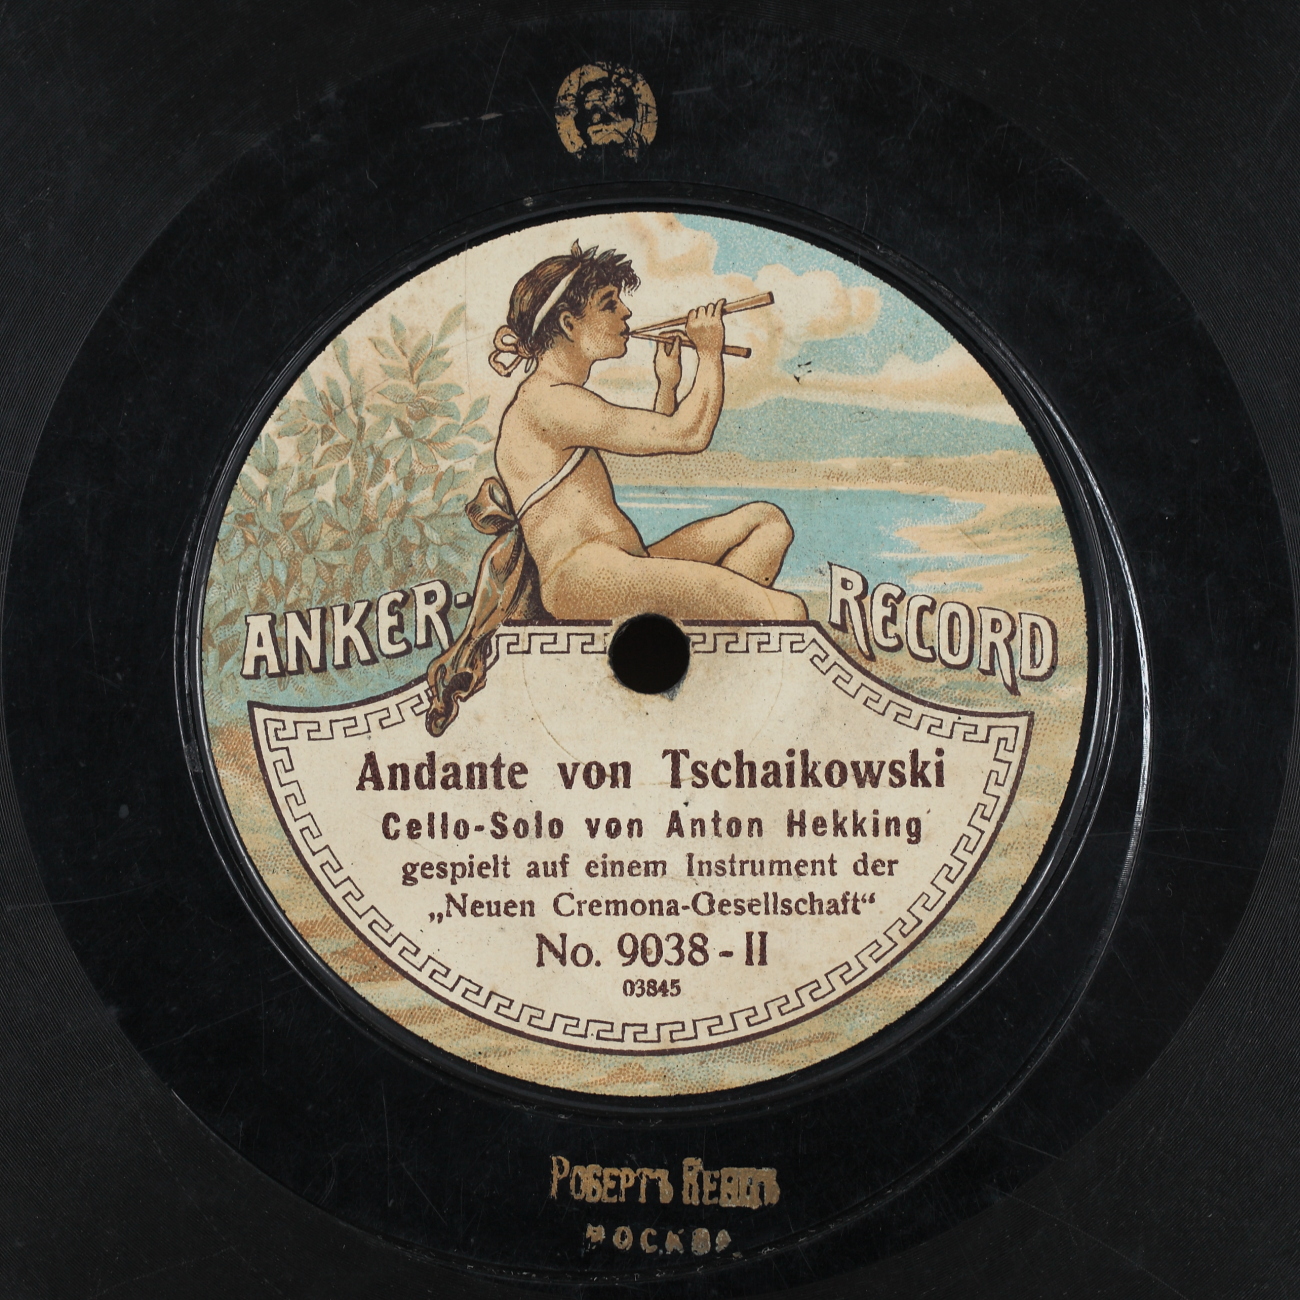 ANKER-RECORD
Andante von Tschaikowski
Cello-Solo von Anton Hekking
gespielt auf einem Instrument der
„Neuen Cremona-Gesellschaft“
No. 9038-II
03845
Робертъ Кенцъ
Москва